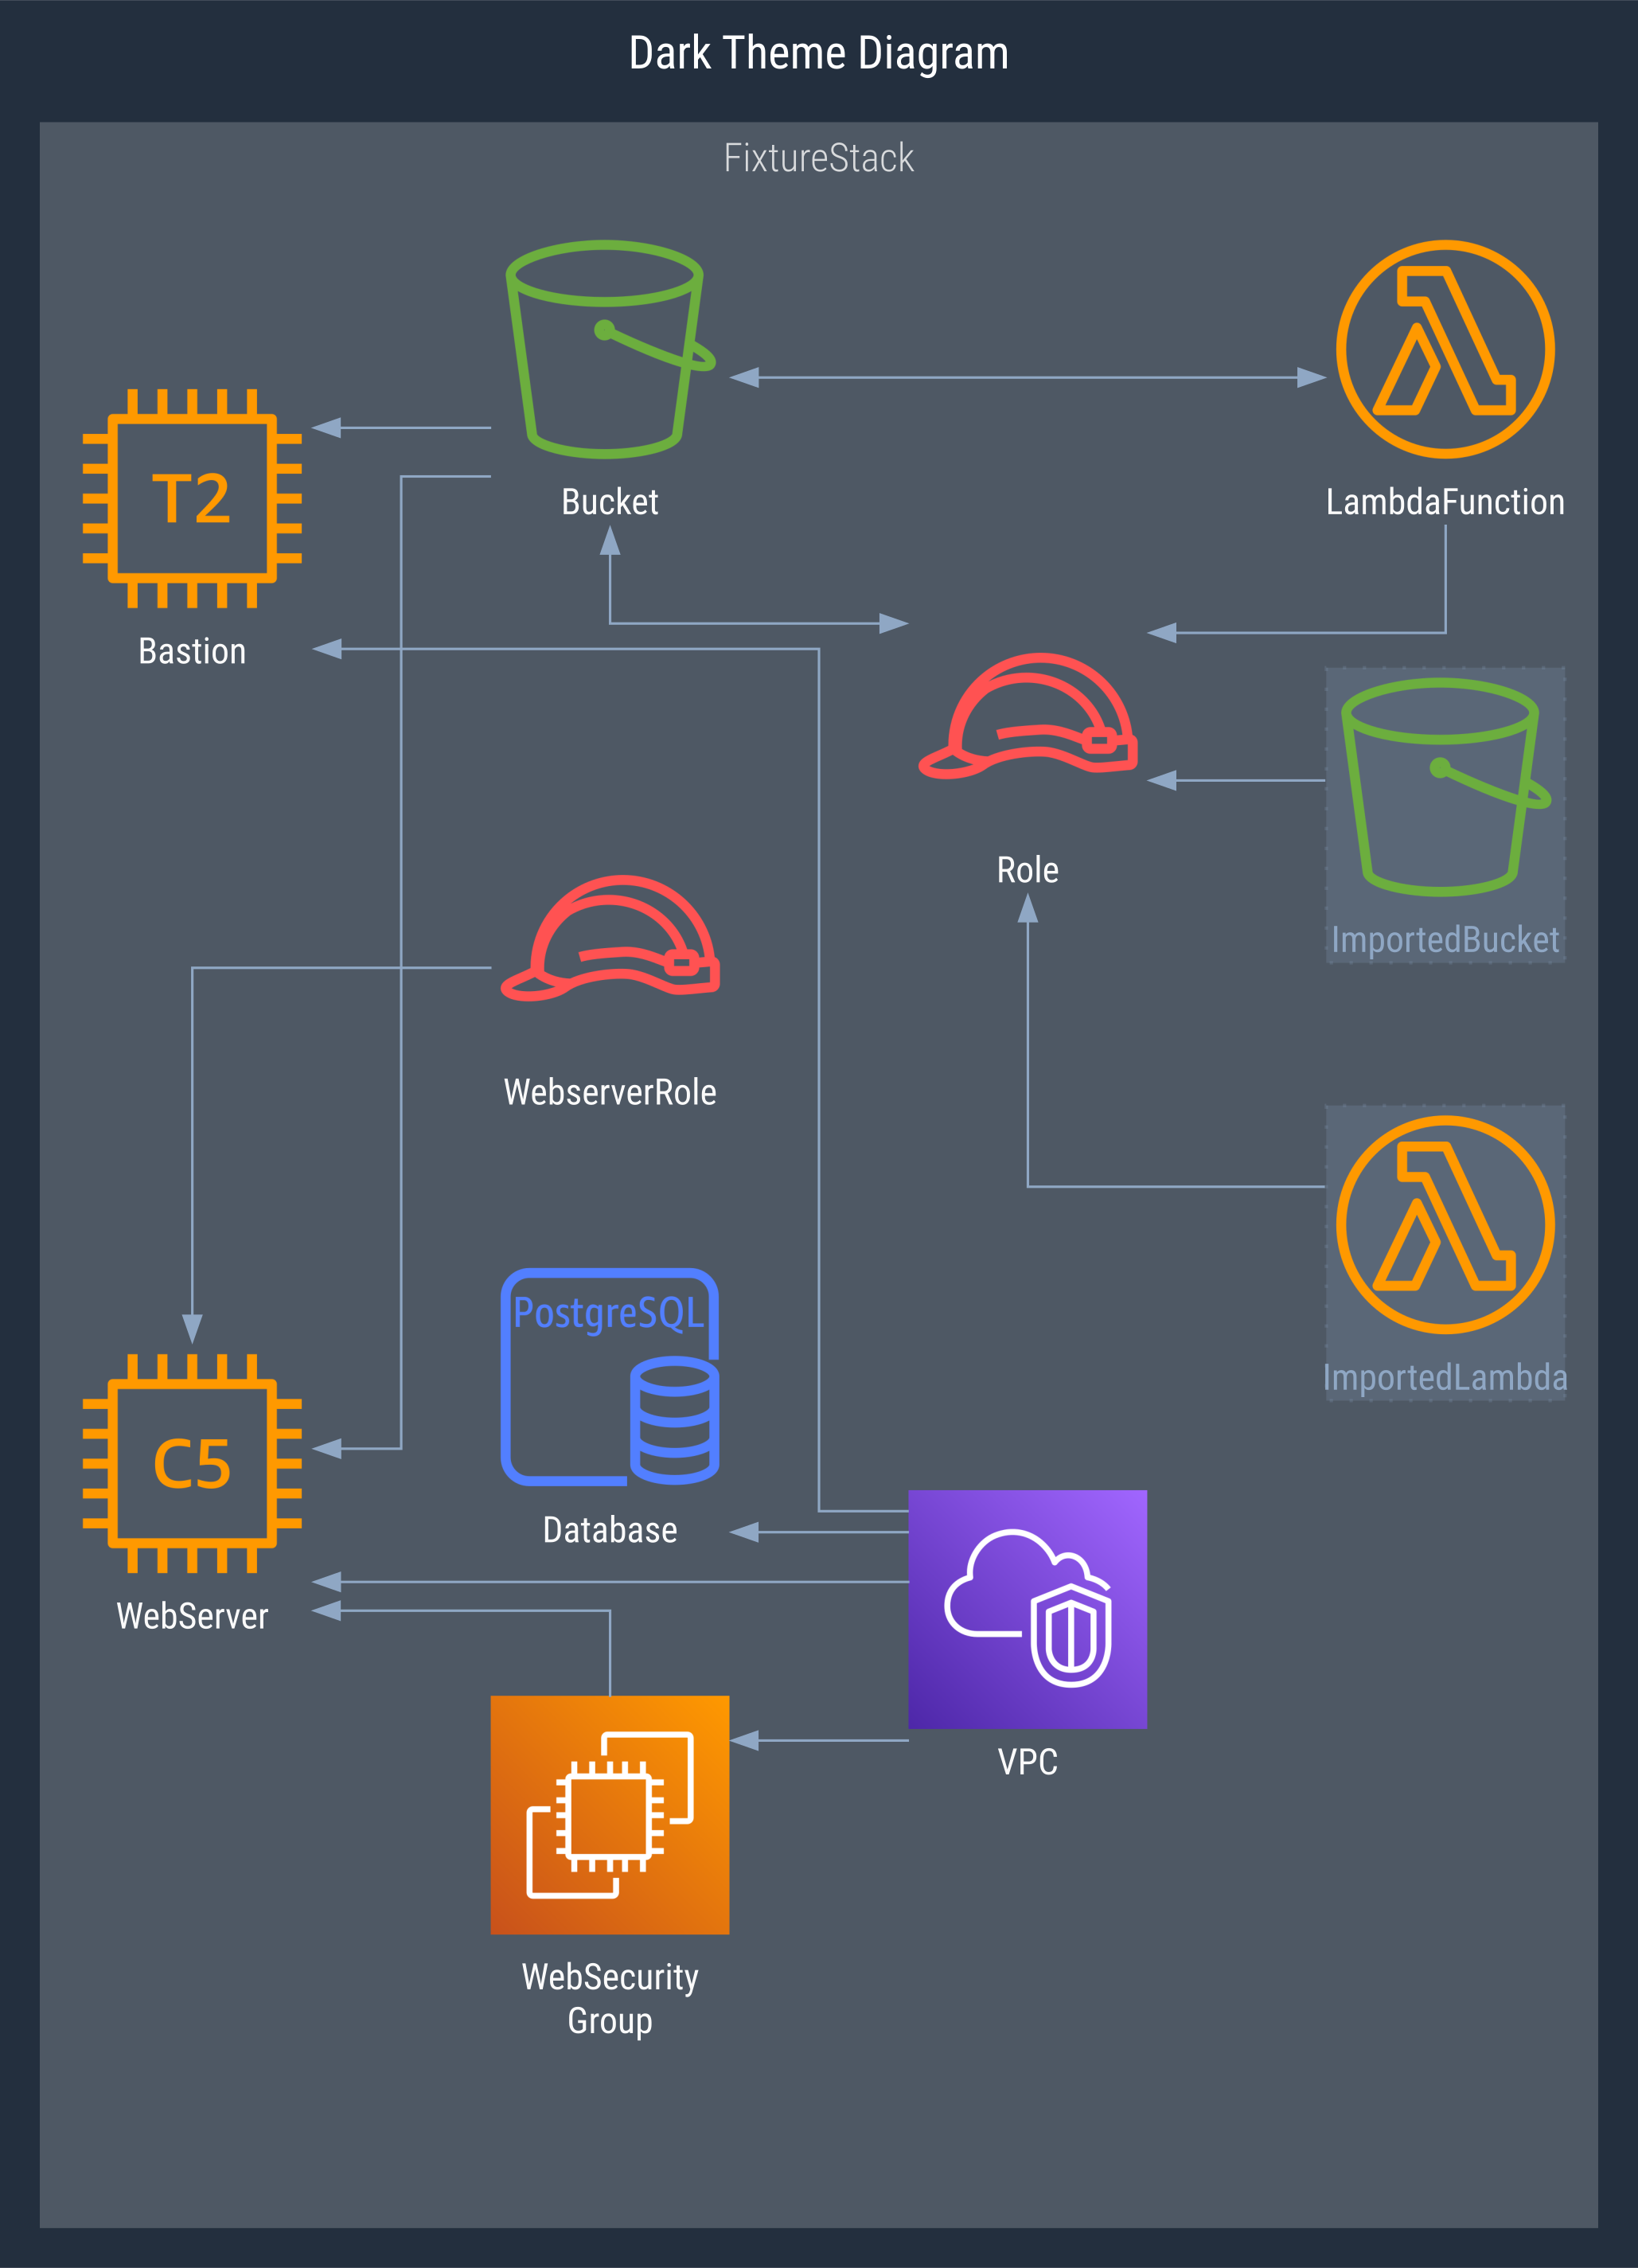 Dark Theme Diagram
FixtureStack
Bucket
LambdaFunction
T2
Bastion
Role
ImportedBucket
WebserverRole
ImportedLambda
PostgreSQL
Database
C5
WebServer
VPC
WebSecurity
Group